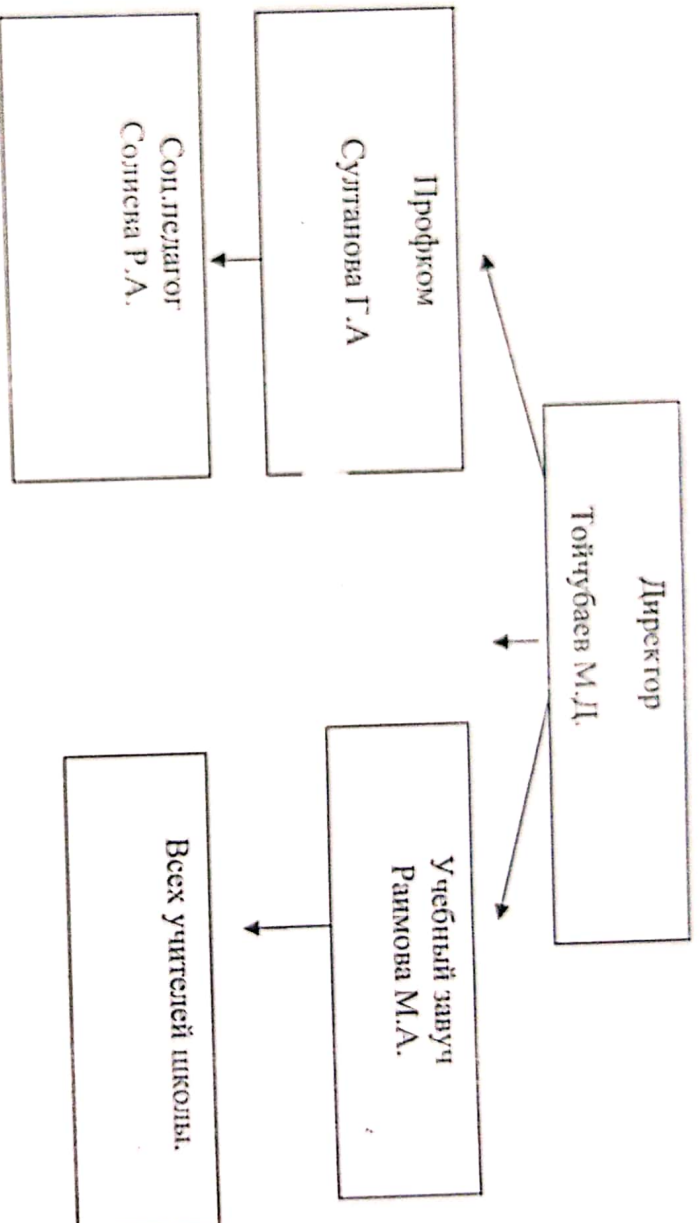 Директор
Тойчубаев М.Д.
Профком
Султанова Г.А
Учебный завуч
Раимова М.А.
Соц.педагог
Солиева Р.А.
Всех учителей школы.